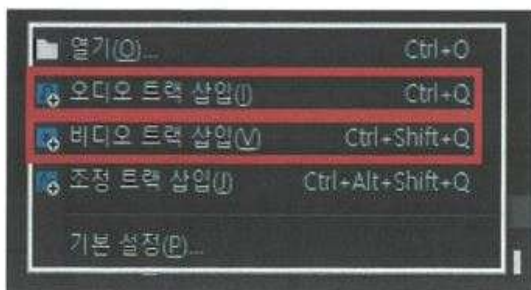 열기(O)... Ctrl+O
오디오 트랙 삽입(I) Ctrl+Q
비디오 트랙 삽입(V) Ctrl+Shift+Q
조정 트랙 삽입(J) Ctrl+Alt+Shift+Q
기본 설정(P)...